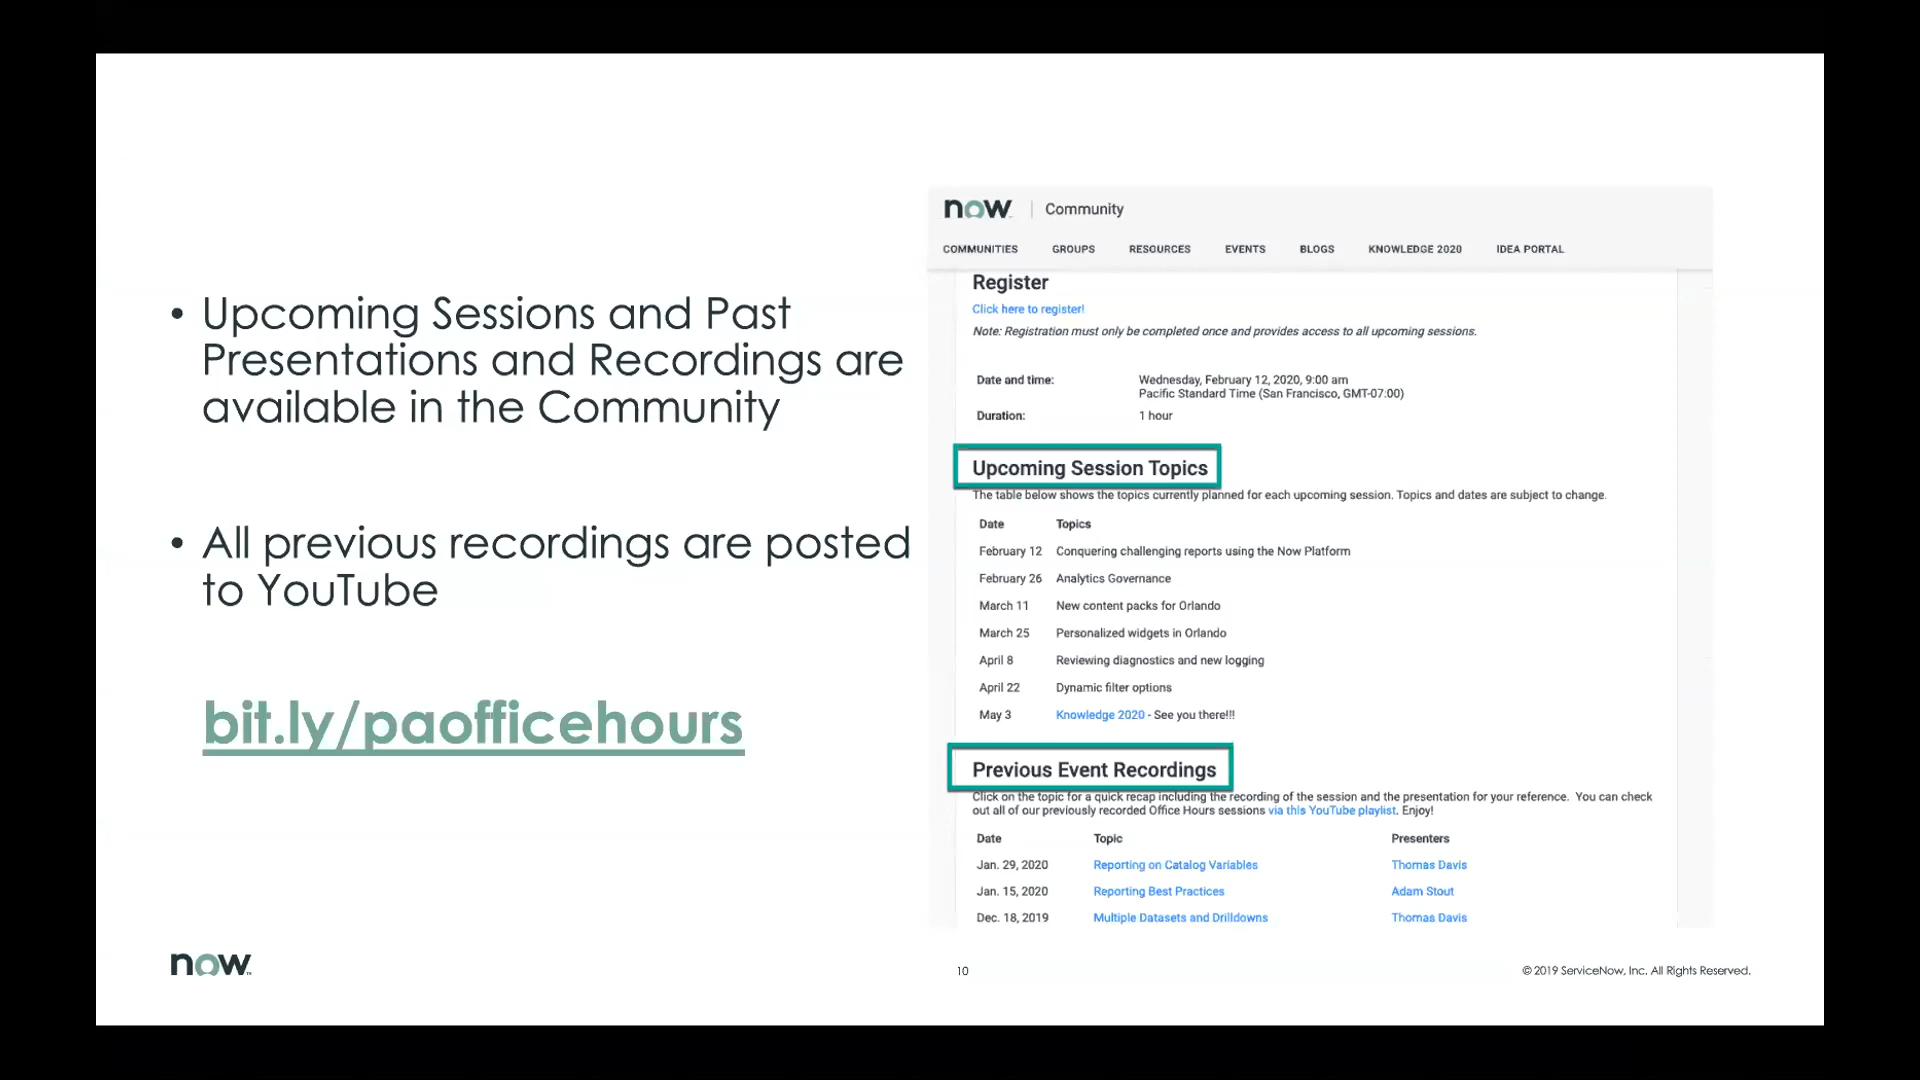 • Upcoming Sessions and Past
Presentations and Recordings are
available in the Community
• All previous recordings are posted
to YouTube
bit.ly/paofficehours
now Community
COMMUNITIES GROUPS RESOURCES EVENTS BLOGS KNOWLEDGE 2020 IDEA PORTAL
Register
Click here to register!
Note: Registration must only be completed once and provides access to all upcoming sessions.
Date and time: Wednesday, February 12, 2020, 9:00 am
Pacific Standard Time (San Francisco, GMT-07:00)
Duration: 1 hour
Upcoming Session Topics
The table below shows the topics currently planned for each upcoming session. Topics and dates are subject to change.
Date Topics
February 12 Conquering challenging reports using the Now Platform
February 26 Analytics Governance
March 11 New content packs for Orlando
March 25 Personalized widgets in Orlando
April 8 Reviewing diagnostics and new logging
April 22 Dynamic filter options
May 3 Knowledge 2020 - See you there!!!
Previous Event Recordings
Click on the topic for a quick recap including the recording of the session and the presentation for your reference. You can check
out all of our previously recorded Office Hours sessions via this YouTube playlist. Enjoy!
Date Topic Presenters
Jan. 29, 2020 Reporting on Catalog Variables Thomas Davis
Jan. 15, 2020 Reporting Best Practices Adam Stout
Dec. 18, 2019 Multiple Datasets and Drilldowns Thomas Davis
now
10
© 2019 ServiceNow, Inc. All Rights Reserved.